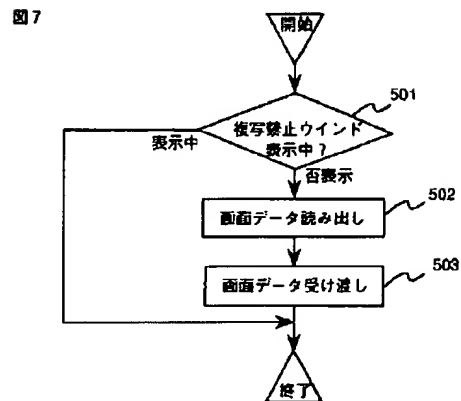 図7
開始
501
複写禁止ウインド
表示中?
表示中
否表示
502
画面データ読み出し
503
画面データ受け渡し
終了